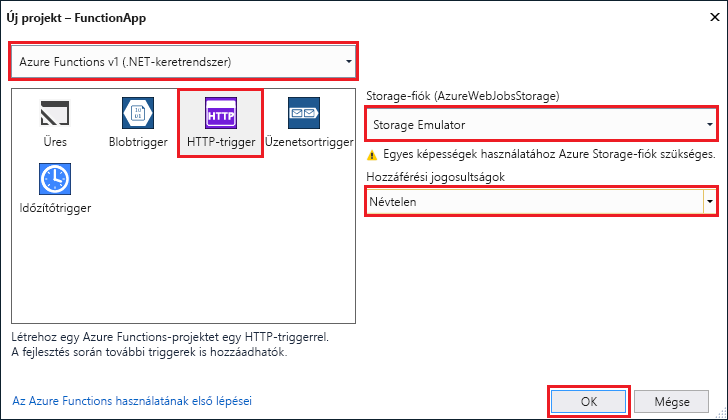 Új projekt – FunctionApp
Azure Functions v1 (.NET-keretrendszer)
Üres
Blobtrigger
HTTP
HTTP-trigger
Üzenetsortrigger
Időzítőtrigger
Storage-fiók (AzureWebJobsStorage)
Storage Emulator
Egyes képességek használatához Azure Storage-fiók szükséges.
Hozzáférési jogosultságok
Névtelen
Létrehoz egy Azure Functions-projektet egy HTTP-triggerrel.
A fejlesztés során további triggerek is hozzáadhatók.
Az Azure Functions használatának első lépései
OK
Mégse